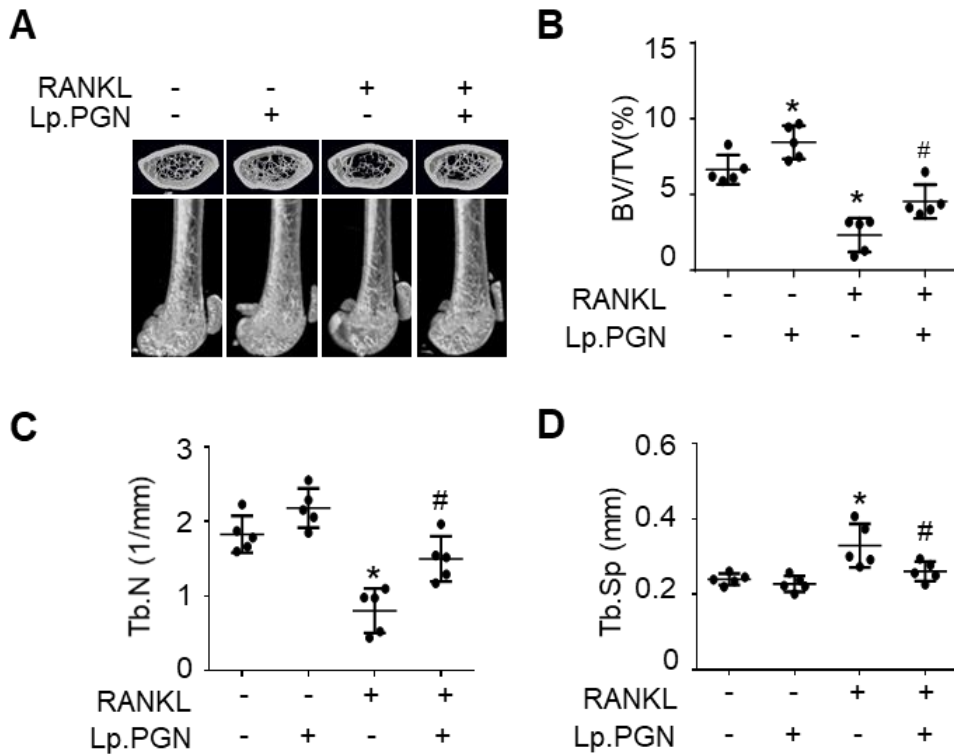 A
RANKL - - + +
Lp.PGN - + - +
B
BV/TV(%)
15
10
5
0
* * #
RANKL - - + +
Lp.PGN - + - +
C
Tb.N (1/mm)
3
2
1
0
* #
RANKL - - + +
Lp.PGN - + - +
D
Tb.Sp (mm)
0.6
0.4
0.2
0
* #
RANKL - - + +
Lp.PGN - + - +